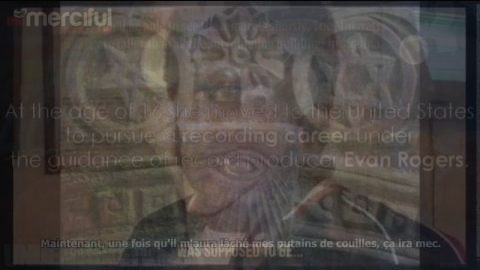 merciful
At the age of 16 she moved to the United States
to pursue a recording career under
the guidance of record producer Evan Rogers.
Maintenant, une fois qu'il m'aura lâché mes putains de couilles, ça ira mec.
WAS SUPPOSED TO BE...